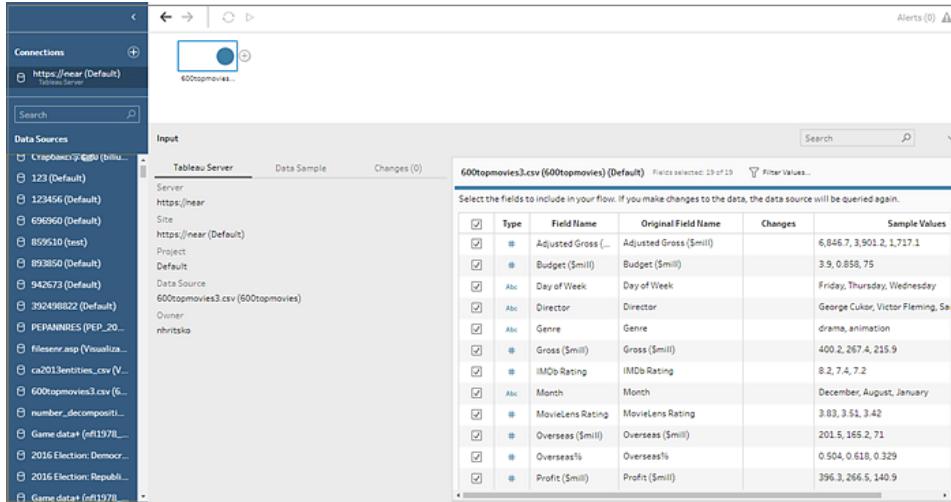 Alerts (0)
Connections
https://near (Default)
Tableau Server
600topmovies...
Search
Data Sources
123 (Default)
123456 (Default)
696960 (Default)
859510 (test)
893850 (Default)
942673 (Default)
392498822 (Default)
PEPANNRES (PEP_20...
filesenr.asp (Visualiza...
ca2013entities_csv (V...
600topmovies3.csv (6...
number_decompositi...
Game data+ (nfl1978_...
2016 Election: Democr...
2016 Election: Republi...
Game data+ (nfl1978_...
Input
Search
Tableau Server Data Sample Changes (0)
Server
https://near
Site
https://near (Default)
Project
Default
Data Source
600topmovies3.csv (600topmovies)
Owner
nhritsko
600topmovies3.csv (600topmovies) (Default) Fields selected: 19 of 19 Filter Values...
Select the fields to include in your flow. If you make changes to the data, the data source will be queried again.
Type Field Name Original Field Name Changes Sample Values
# Adjusted Gross (... Adjusted Gross ($mill) 6,846.7, 3,901.2, 1,717.1
# Budget ($mill) Budget ($mill) 3.9, 0.858, 75
Abc Day of Week Day of Week Friday, Thursday, Wednesday
Abc Director Director George Cukor, Victor Fleming, Sa
Abc Genre Genre drama, animation
# Gross ($mill) Gross ($mill) 400.2, 267.4, 215.9
# IMDb Rating IMDb Rating 8.2, 7.4, 7.2
Abc Month Month December, August, January
# MovieLens Rating MovieLens Rating 3.83, 3.51, 3.42
# Overseas ($mill) Overseas ($mill) 201.5, 165.2, 71
# Overseas% Overseas% 0.504, 0.618, 0.329
# Profit ($mill) Profit ($mill) 396.3, 266.5, 140.9